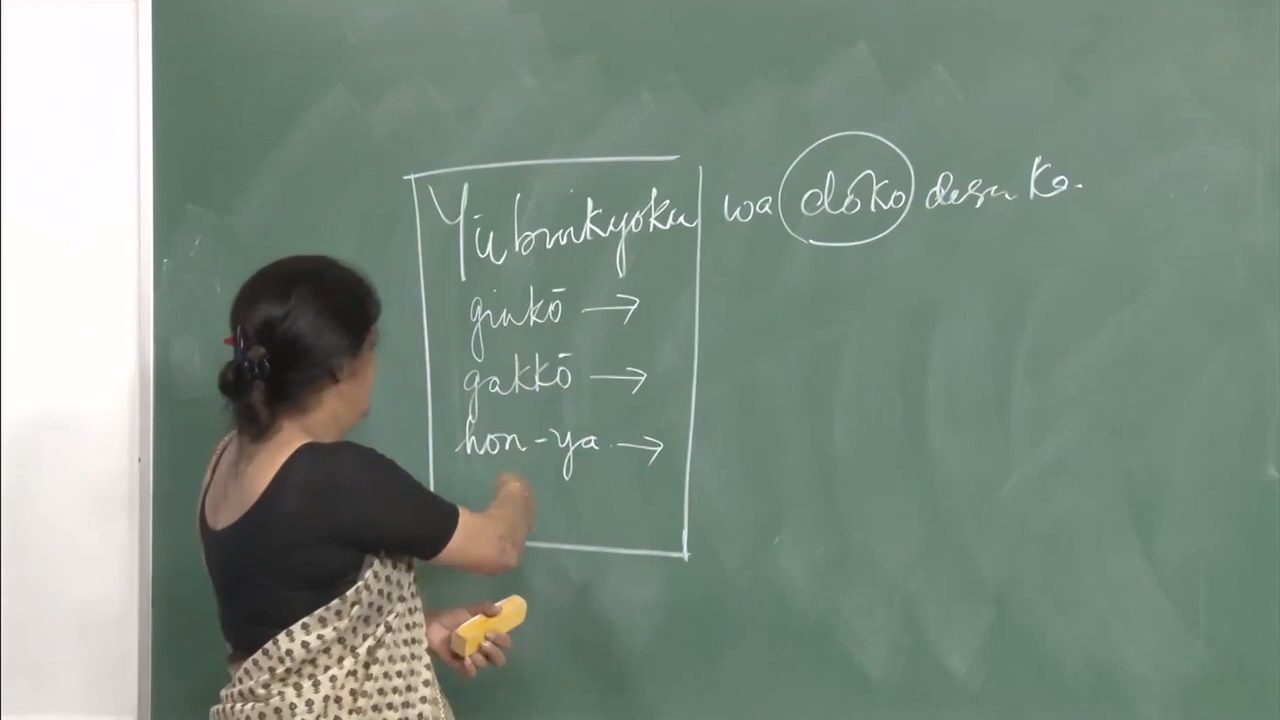 Yūbinkyoku wa doko desu ka.
ginkō →
gakkō →
hon-ya. →